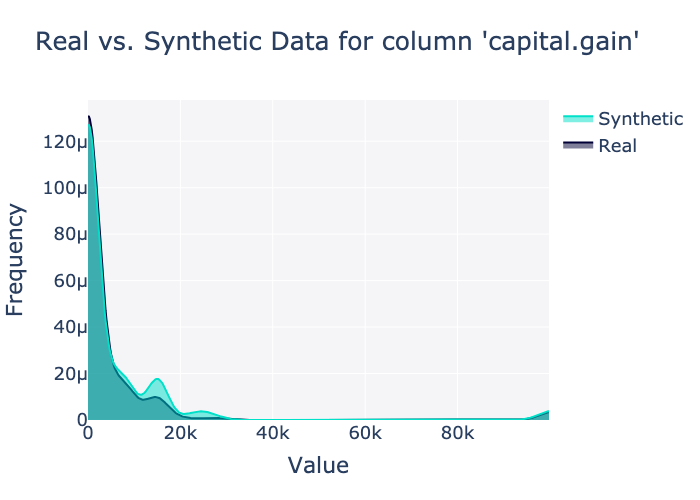 Real vs. Synthetic Data for column 'capital.gain'
Synthetic
Real
120μ
100μ
80μ
60μ
40μ
20μ
0
0 20k 40k 60k 80k
Frequency
Value